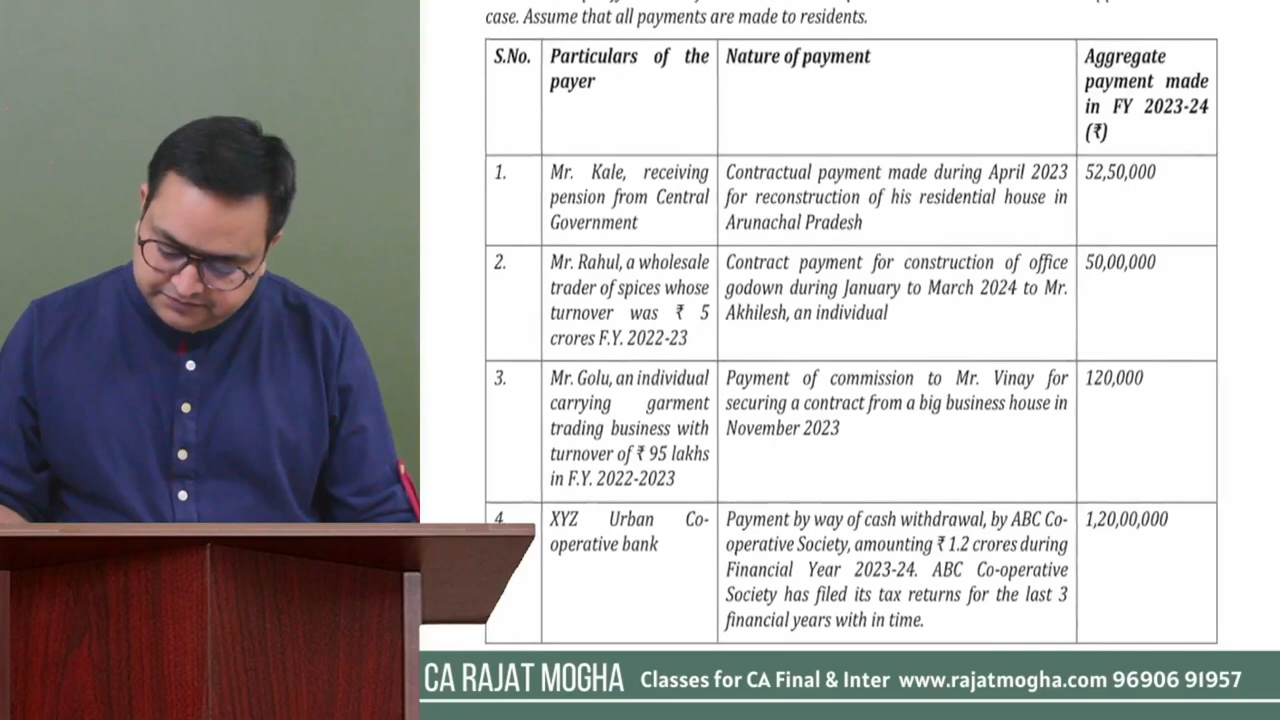 case. Assume that all payments are made to residents.
S.No. Particulars of the payer Nature of payment Aggregate payment made in FY 2023-24 (₹)
1. Mr. Kale, receiving pension from Central Government Contractual payment made during April 2023 for reconstruction of his residential house in Arunachal Pradesh 52,50,000
2. Mr. Rahul, a wholesale trader of spices whose turnover was ₹ 5 crores F.Y. 2022-23 Contract payment for construction of office godown during January to March 2024 to Mr. Akhilesh, an individual 50,00,000
3. Mr. Golu, an individual carrying garment trading business with turnover of ₹ 95 lakhs in F.Y. 2022-2023 Payment of commission to Mr. Vinay for securing a contract from a big business house in November 2023 120,000
4. XYZ Urban Co-operative bank Payment by way of cash withdrawal, by ABC Co-operative Society, amounting ₹ 1.2 crores during Financial Year 2023-24. ABC Co-operative Society has filed its tax returns for the last 3 financial years with in time. 1,20,00,000
CA RAJAT MOGHA Classes for CA Final & Inter www.rajatmogha.com 96906 91957